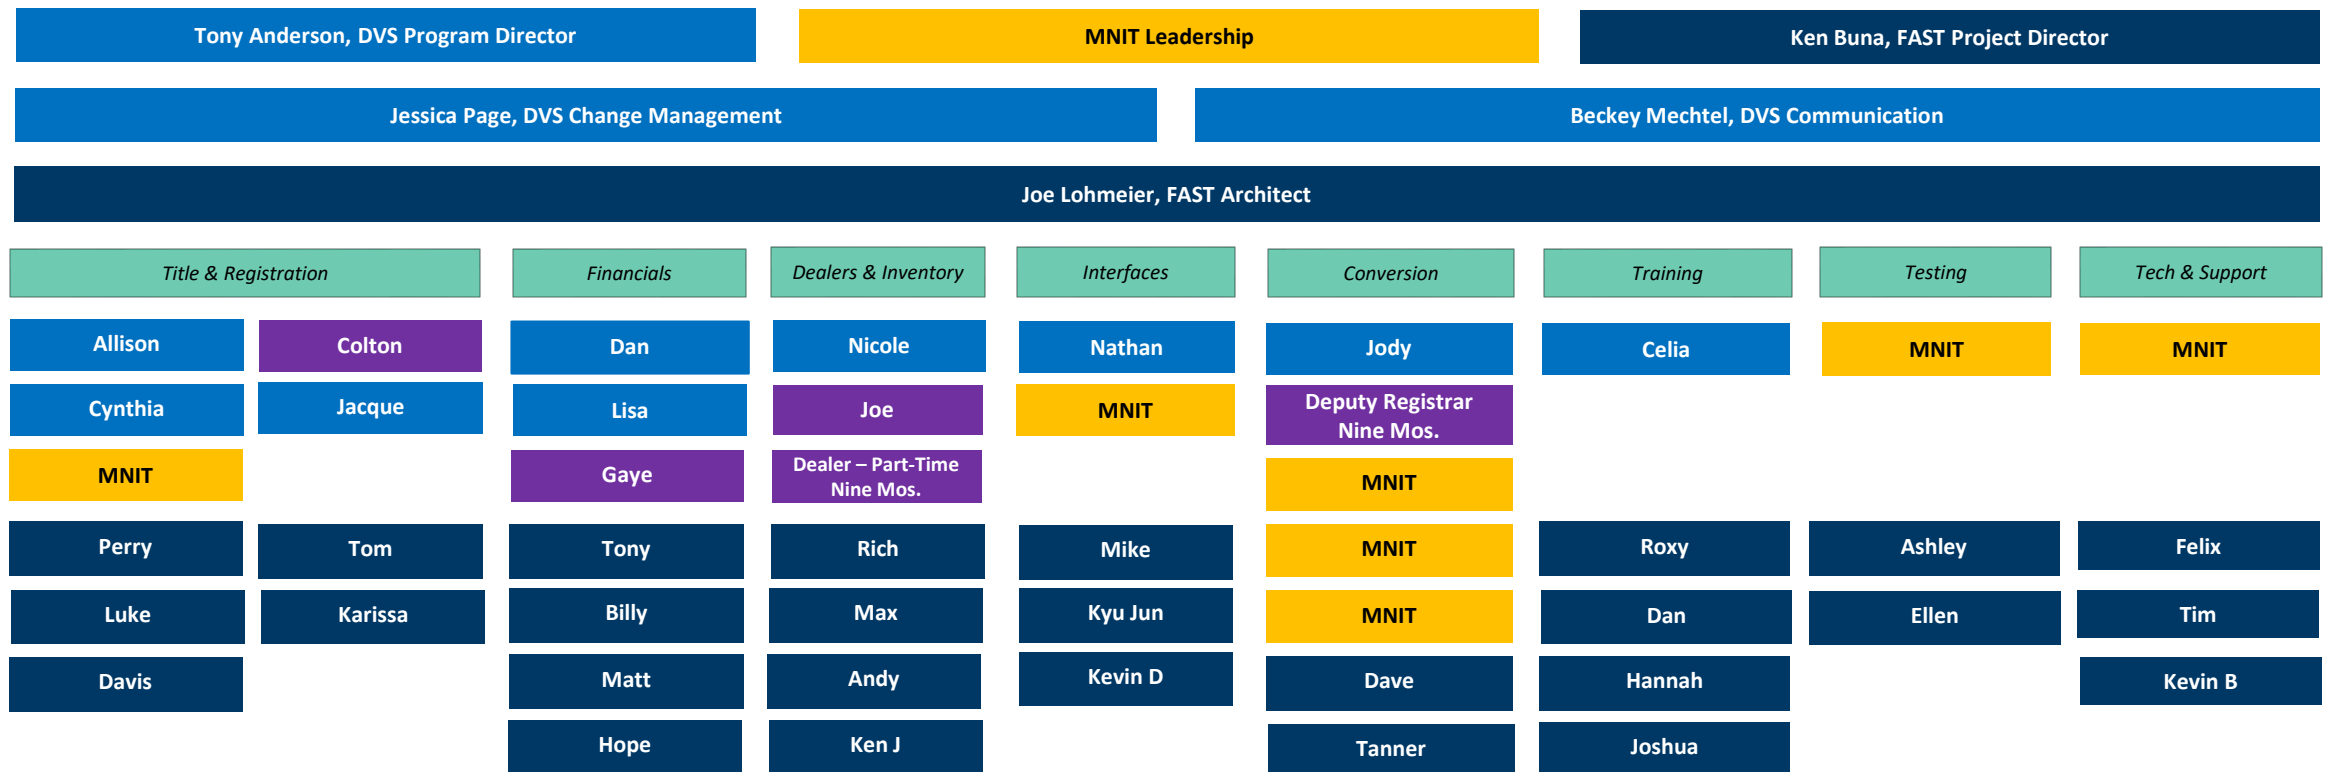 Tony Anderson, DVS Program Director
MNIT Leadership
Ken Buna, FAST Project Director
Jessica Page, DVS Change Management
Beckey Mechtel, DVS Communication
Joe Lohmeier, FAST Architect
Title & Registration
Financials
Dealers & Inventory
Interfaces
Conversion
Training
Testing
Tech & Support
Allison
Colton
Dan
Nicole
Nathan
Jody
Celia
MNIT
MNIT
Cynthia
Jacque
Lisa
Joe
MNIT
Deputy Registrar
Nine Mos.
MNIT
Gaye
Dealer – Part-Time
Nine Mos.
MNIT
Perry
Tom
Tony
Rich
Mike
MNIT
Roxy
Ashley
Felix
Luke
Karissa
Billy
Max
Kyu Jun
MNIT
Dan
Ellen
Tim
Davis
Matt
Andy
Kevin D
Dave
Hannah
Kevin B
Hope
Ken J
Tanner
Joshua